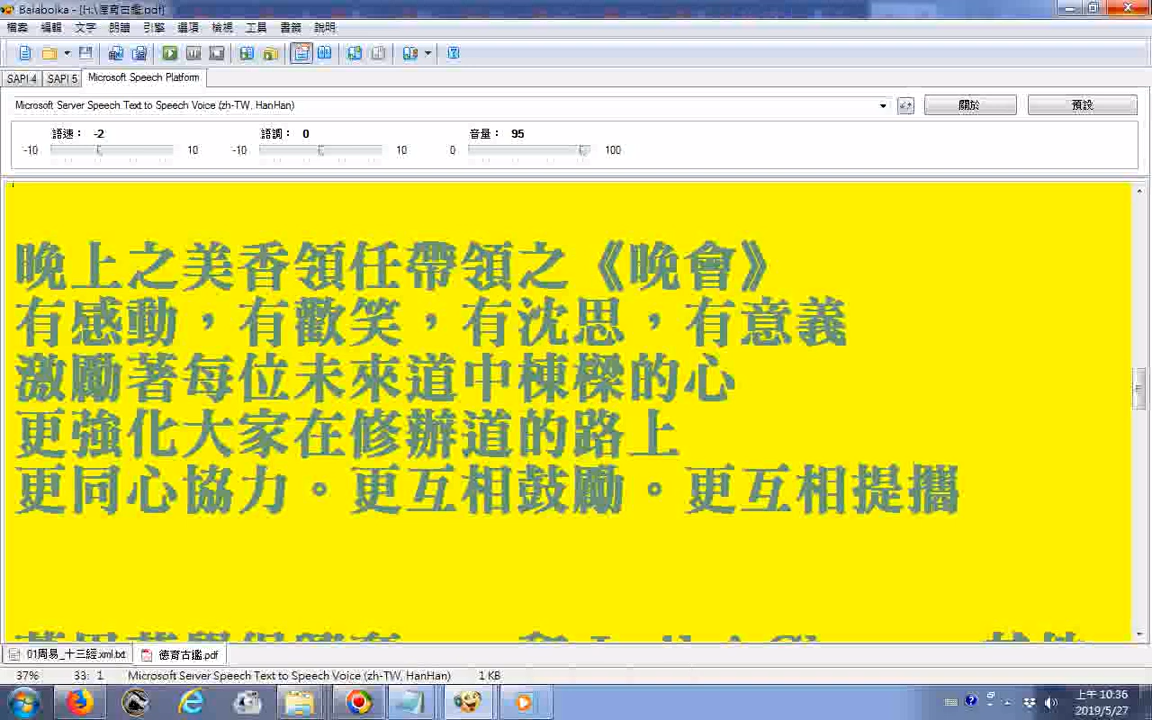 Balabolka - [H:\德育古鑑.pdf]
檔案 編輯 文字 朗讀 引擎 選項 檢視 工具 書籤 說明
SAPI 4 SAPI 5 Microsoft Speech Platform
Microsoft Server Speech Text to Speech Voice (zh-TW, HanHan) 關於 預設
語速： -2 語調： 0 音量： 95
-10 10 -10 10 0 100
晚上之美香領任帶領之《晚會》
有感動，有歡笑，有沈思，有意義
激勵著每位未來道中棟樑的心
更強化大家在修辦道的路上
更同心協力。更互相鼓勵。更互相提攜
01周易_十三經.xml.txt 德育古鑑.pdf
37% 33: 1 Microsoft Server Speech Text to Speech Voice (zh-TW, HanHan) 1 KB
上午 10:36
2019/5/27